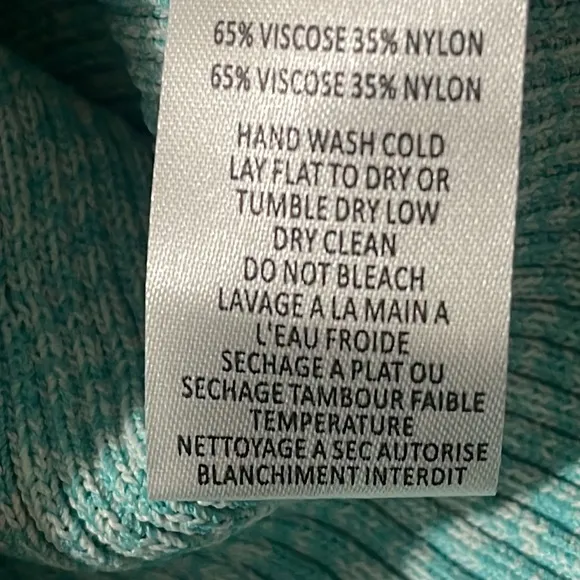 65% VISCOSE 35% NYLON
65% VISCOSE 35% NYLON
HAND WASH COLD
LAY FLAT TO DRY OR
TUMBLE DRY LOW
DRY CLEAN
DO NOT BLEACH
LAVAGE A LA MAIN A
L'EAU FROIDE
SECHAGE A PLAT OU
SECHAGE TAMBOUR FAIBLE
TEMPERATURE
NETTOYAGE A SEC AUTORISE
BLANCHIMENT INTERDIT